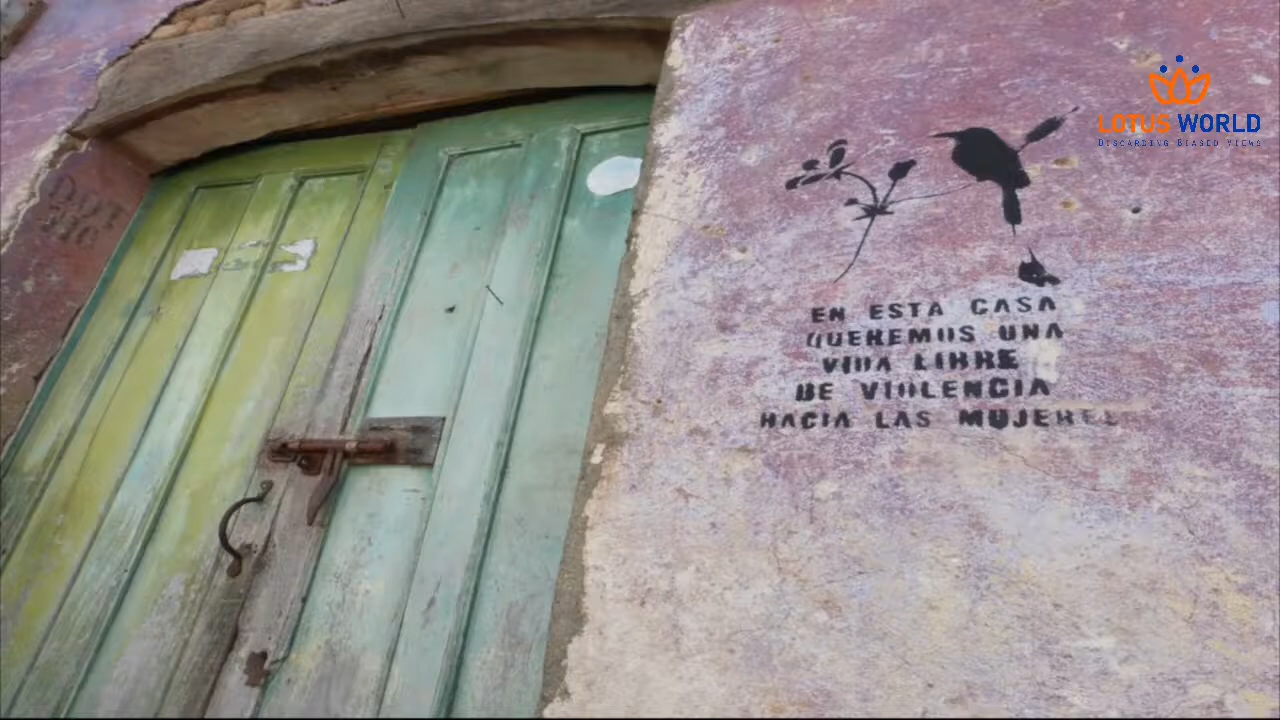 LOTUS WORLD
DISCARDING BIASED VIEWS
EN ESTA CASA
QUEREMOS UNA
VIDA LIBRE
DE VIOLENCIA
HACIA LAS MUJERES